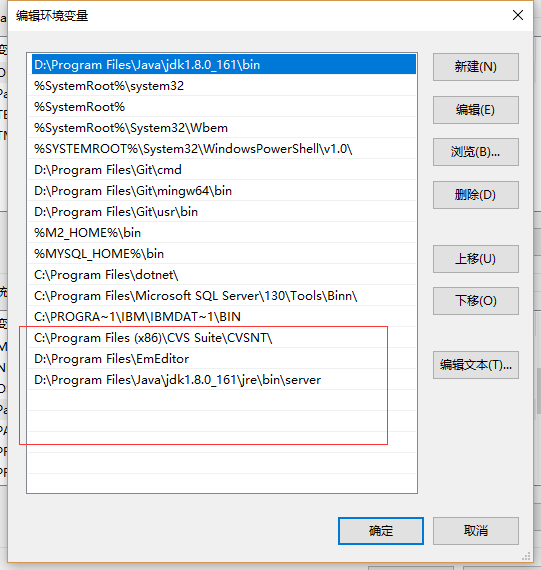 编辑环境变量
D:\Program Files\Java\jdk1.8.0_161\bin
%SystemRoot%\system32
%SystemRoot%
%SystemRoot%\System32\Wbem
%SYSTEMROOT%\System32\WindowsPowerShell\v1.0\
D:\Program Files\Git\cmd
D:\Program Files\Git\mingw64\bin
D:\Program Files\Git\usr\bin
%M2_HOME%\bin
%MYSQL_HOME%\bin
C:\Program Files\dotnet\
C:\Program Files\Microsoft SQL Server\130\Tools\Binn\
C:\PROGRA~1\IBM\IBMDAT~1\BIN
C:\Program Files (x86)\CVS Suite\CVSNT\
D:\Program Files\EmEditor
D:\Program Files\Java\jdk1.8.0_161\jre\bin\server
新建(N)
编辑(E)
浏览(B)...
删除(D)
上移(U)
下移(O)
编辑文本(T)...
确定
取消